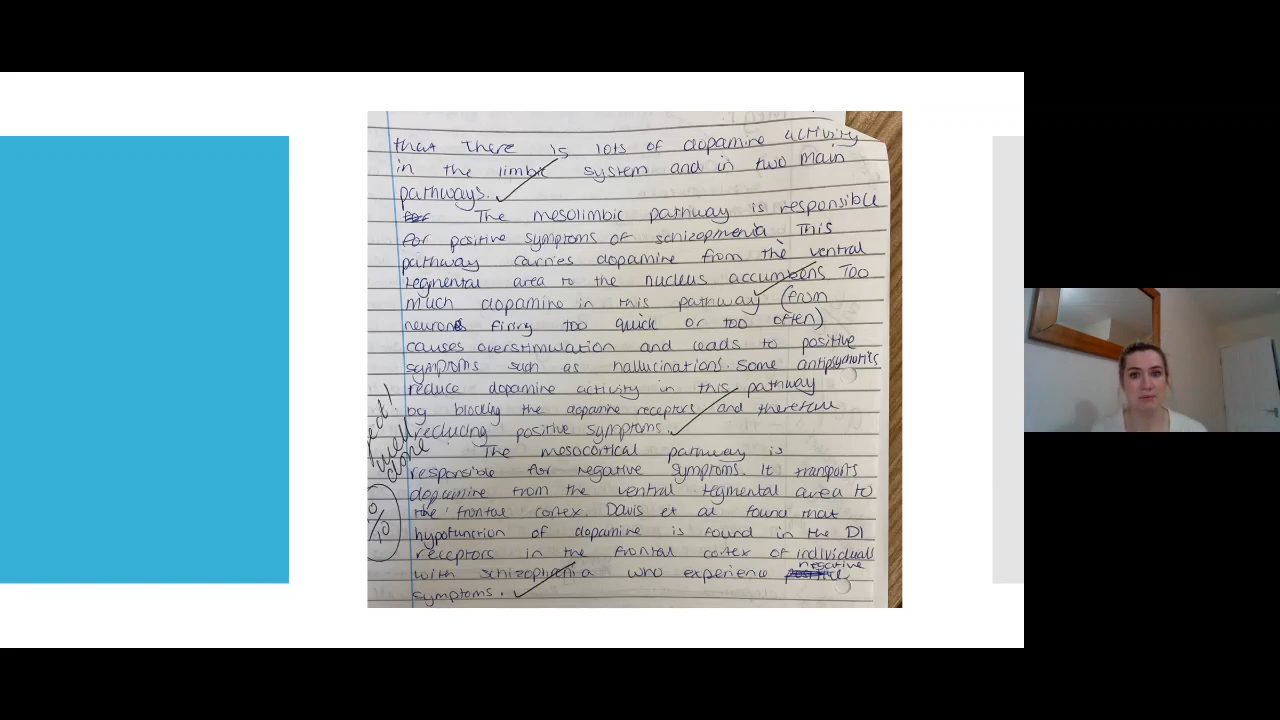 that there is lots of dopamine activity
in the limbic system and in two main
pathways.
The mesolimbic pathway is responsible
for positive symptoms of schizophrenia This
pathway carries dopamine from the ventral
tegmental area to the nucleus accumbens Too
much dopamine in this pathway (from
neurones firing too quick or too often)
causes overstimulation and leads to positive
symptoms such as hallucinations. Some antipsychotics
reduce dopamine activity in this pathway
by blocking the dopamine receptors and therefore
reducing positive symptoms.
The mesocortical pathway is
responsible for negative symptoms. It transports
dopamine from the ventral tegmental area to
the frontal cortex. Davis et al found that
hypofunction of dopamine is found in the D1
receptors in the frontal cortex of individuals
with schizophrenia who experience negative
symptoms.
well
done